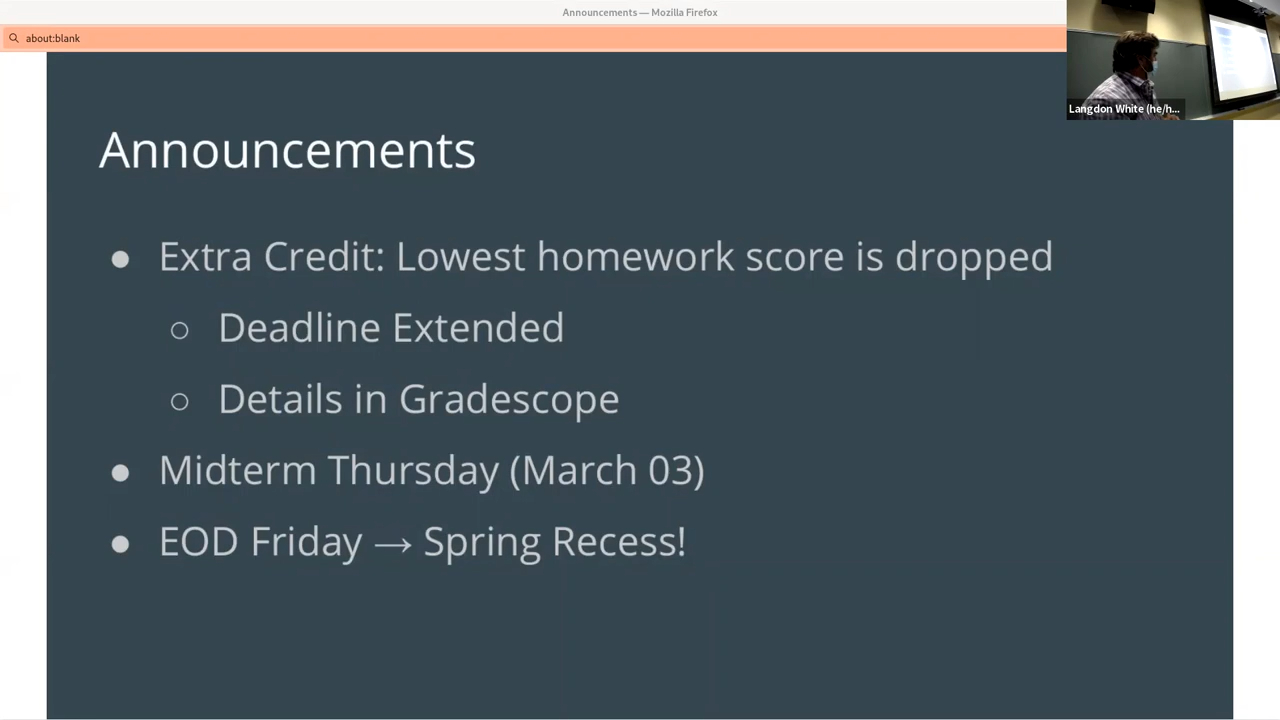 Announcements — Mozilla Firefox
about:blank
Langdon White (he/h...
Announcements
● Extra Credit: Lowest homework score is dropped
○ Deadline Extended
○ Details in Gradescope
● Midterm Thursday (March 03)
● EOD Friday → Spring Recess!